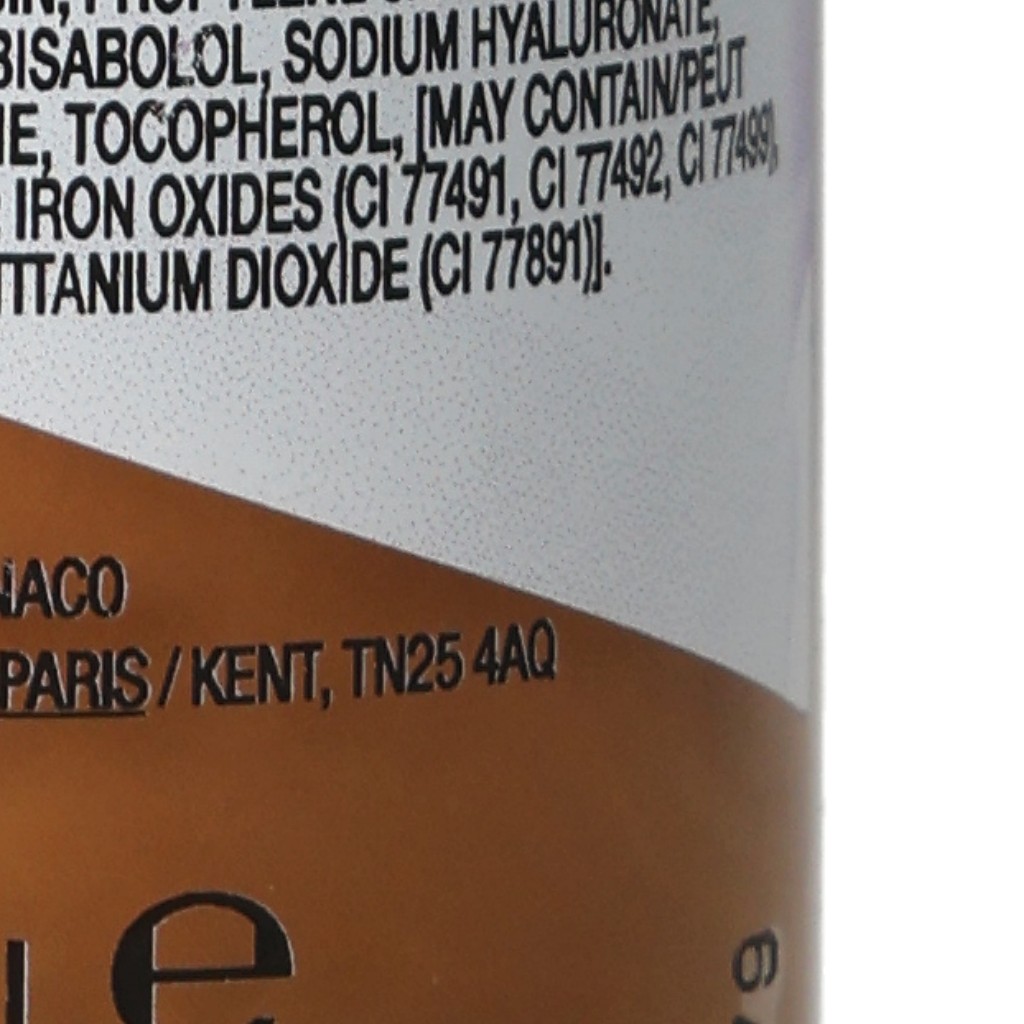 BISABOLOL, SODIUM HYALURONATE,
TOCOPHEROL, [MAY CONTAIN/PEUT
IRON OXIDES (CI 77491, CI 77492, CI 77499),
TITANIUM DIOXIDE (CI 77891)].
NACO
PARIS / KENT, TN25 4AQ
e